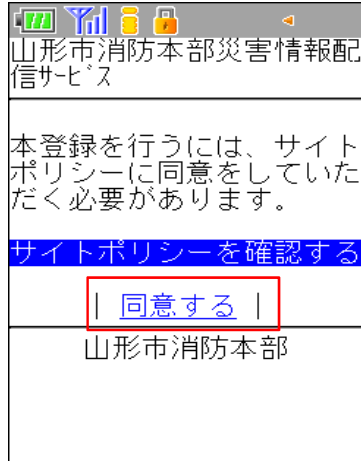 山形市消防本部災害情報配
信ｻｰﾋﾞｽ
本登録を行うには、サイト
ポリシーに同意をしていた
だく必要があります。
サイトポリシーを確認する
| 同意する |
山形市消防本部